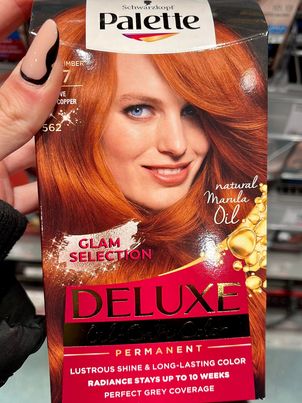 Schwarzkopf
Palette
7
COPPER
562
natural
Marula
Oil
GLAM
SELECTION
DELUXE
PERMANENT
LUSTROUS SHINE & LONG-LASTING COLOR
RADIANCE STAYS UP TO 10 WEEKS
PERFECT GREY COVERAGE